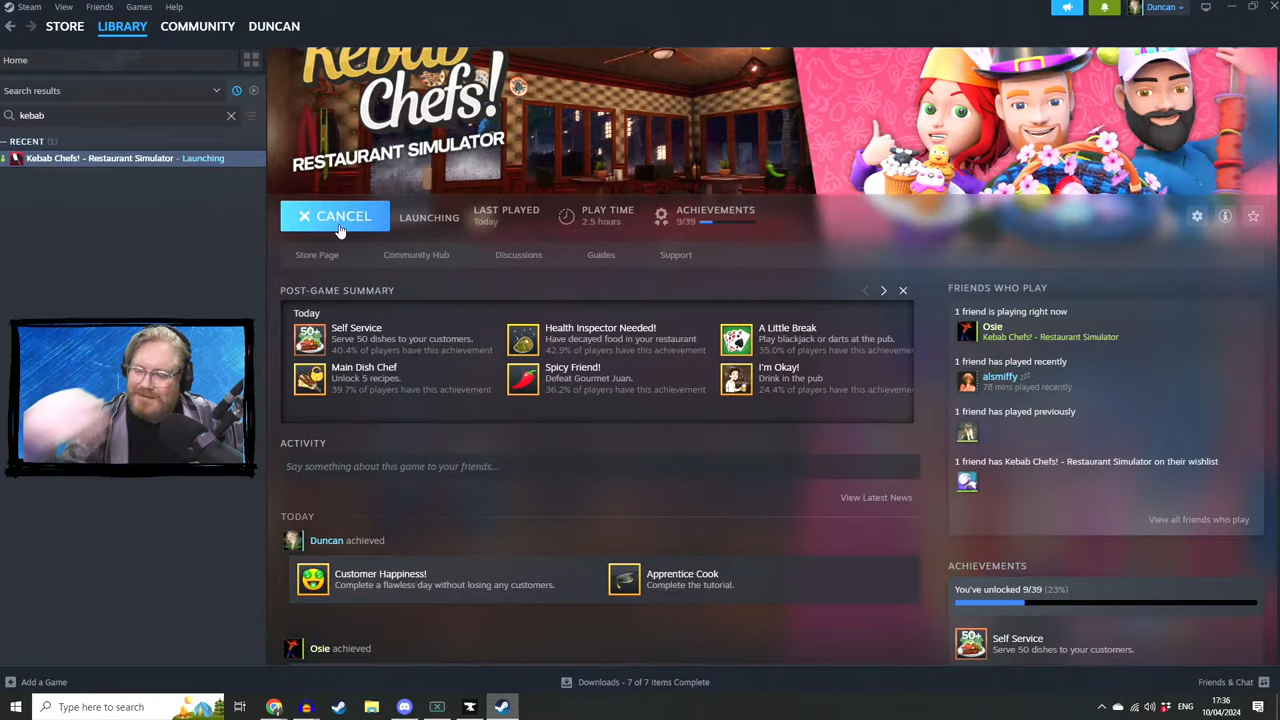 Steam View Friends Games Help
Duncan
STORE LIBRARY COMMUNITY DUNCAN
Home
Search results
kebab
RECENT (1)
Kebab Chefs! - Restaurant Simulator - Launching
Kebab
Chefs!
RESTAURANT SIMULATOR
CANCEL
LAUNCHING
LAST PLAYED
Today
PLAY TIME
2.5 hours
ACHIEVEMENTS
9/39
Store Page Community Hub Discussions Guides Support
POST-GAME SUMMARY
Today
50+
Self Service
Serve 50 dishes to your customers.
40.4% of players have this achievement
Health Inspector Needed!
Have decayed food in your restaurant
42.9% of players have this achievement
A Little Break
Play blackjack or darts at the pub.
35.0% of players have this achieveme
Main Dish Chef
Unlock 5 recipes.
39.7% of players have this achievement
Spicy Friend!
Defeat Gourmet Juan.
36.2% of players have this achievement
I'm Okay!
Drink in the pub
24.4% of players have this achieveme
ACTIVITY
Say something about this game to your friends...
View Latest News
TODAY
Duncan achieved
Customer Happiness!
Complete a flawless day without losing any customers.
Apprentice Cook
Complete the tutorial.
Osie achieved
FRIENDS WHO PLAY
1 friend is playing right now
Osie
Kebab Chefs! - Restaurant Simulator
1 friend has played recently
alsmiffy
78 mins played recently
1 friend has played previously
1 friend has Kebab Chefs! - Restaurant Simulator on their wishlist
View all friends who play
ACHIEVEMENTS
You've unlocked 9/39 (23%)
50+
Self Service
Serve 50 dishes to your customers.
Add a Game
Downloads - 7 of 7 Items Complete
Friends & Chat
Type here to search
ENG
17:36
10/04/2024